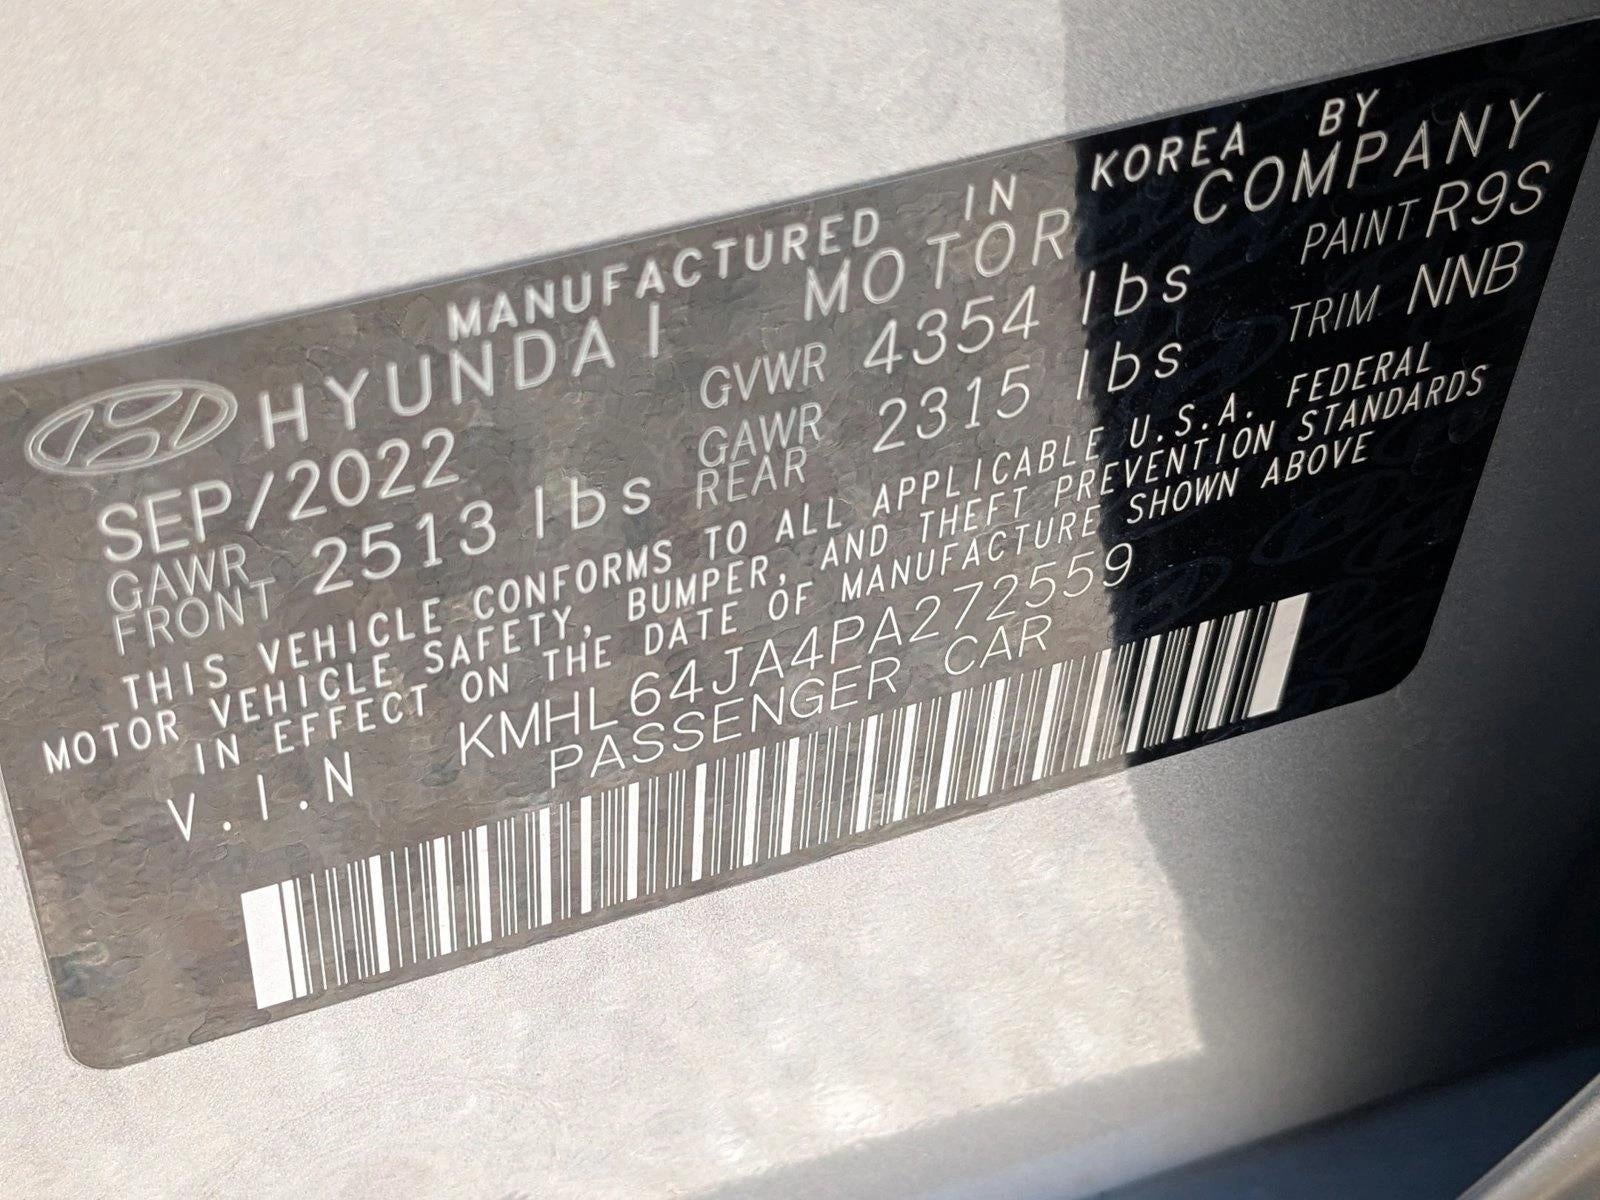 MANUFACTURED IN KOREA BY
HYUNDAI MOTOR COMPANY
SEP/2022 GVWR 4354 lbs PAINT R9S
GAWR FRONT 2513 lbs GAWR REAR 2315 lbs TRIM NNB
THIS VEHICLE CONFORMS TO ALL APPLICABLE U.S.A. FEDERAL
MOTOR VEHICLE SAFETY, BUMPER, AND THEFT PREVENTION STANDARDS
IN EFFECT ON THE DATE OF MANUFACTURE SHOWN ABOVE
V.I.N KMHL64JA4PA272559
PASSENGER CAR